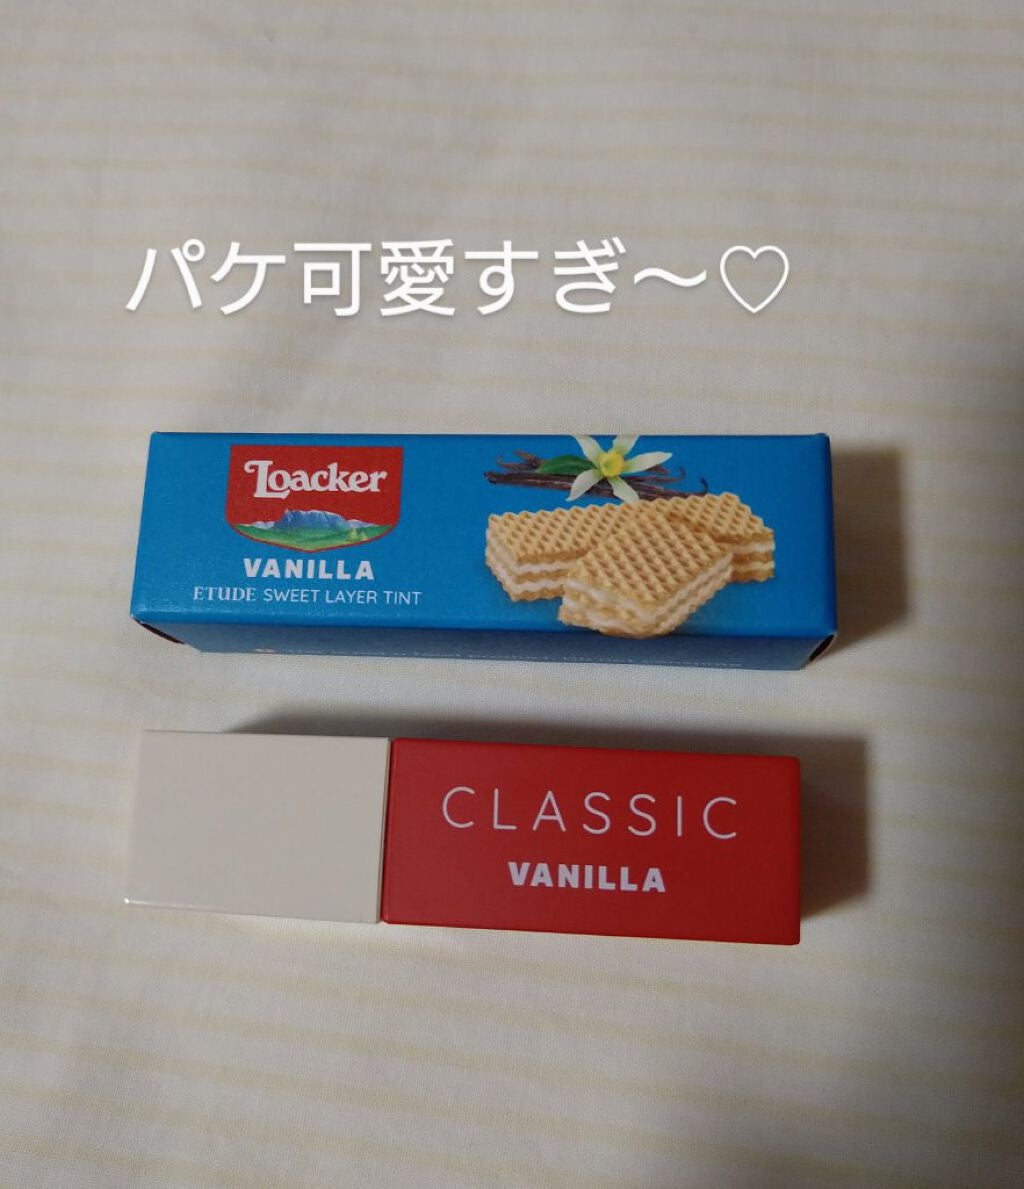 パケ可愛すぎ～♡
Loacker
VANILLA
ETUDE SWEET LAYER TINT
CLASSIC
VANILLA